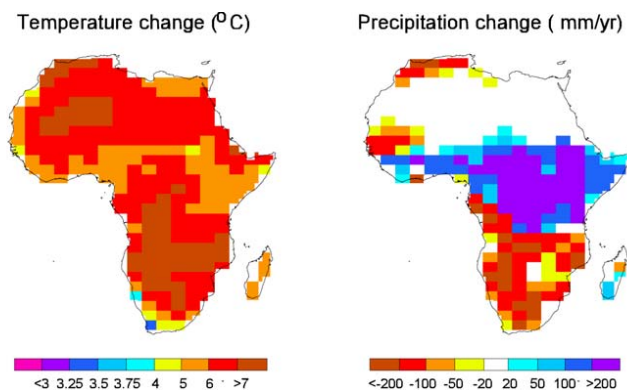 Temperature change (ºC)
Precipitation change ( mm/yr)
<3 3.25 3.5 3.75 4 5 6 >7
<-200 -100 -50 -20 20 50 100 >200